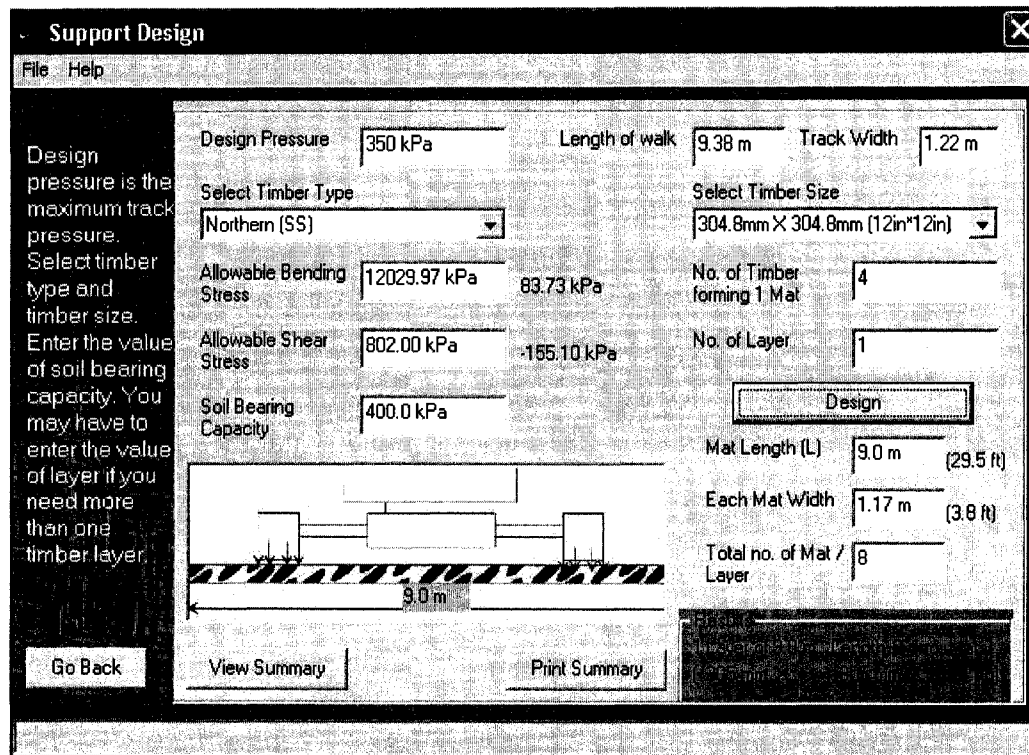 Support Design
File Help
Design
pressure is the
maximum track
pressure.
Select timber
type and
timber size.
Enter the value
of soil bearing
capacity. You
may have to
enter the value
of layer if you
need more
than one
timber layer
Go Back
Design Pressure 350 kPa Length of walk 9.38 m Track Width 1.22 m
Select Timber Type Select Timber Size
Northern (SS) 304.8mm X 304.8mm (12in*12in)
Allowable Bending
Stress 12029.97 kPa 83.73 kPa
No. of Timber
forming 1 Mat 4
Allowable Shear
Stress 802.00 kPa -155.10 kPa
No. of Layer 1
Soil Bearing
Capacity 400.0 kPa
Design
Mat Length (L) 9.0 m (29.5 ft)
Each Mat Width 1.17 m (3.8 ft)
Total no. of Mat /
Layer 8
9.0 m
View Summary Print Summary